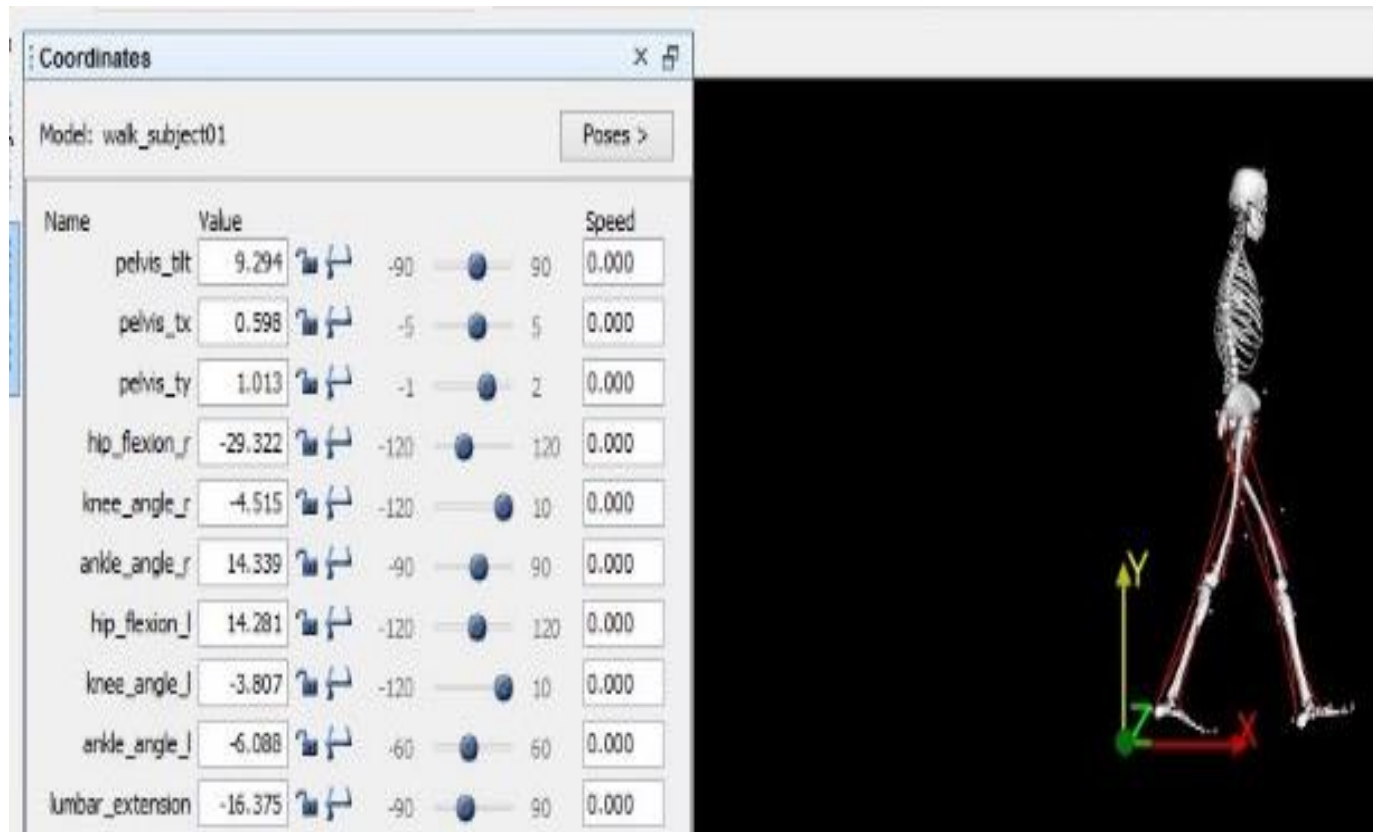 Coordinates
Model: walk_subject01 Poses >
Name Value Speed
pelvis_tilt 9.294 -90 90 0.000
pelvis_tx 0.598 -5 5 0.000
pelvis_ty 1.013 -1 2 0.000
hip_flexion_r -29.322 -120 120 0.000
knee_angle_r -4.515 -120 10 0.000
ankle_angle_r 14.339 -90 90 0.000
hip_flexion_l 14.281 -120 120 0.000
knee_angle_l -3.807 -120 10 0.000
ankle_angle_l -6.088 -60 60 0.000
lumbar_extension -16.375 -90 90 0.000
Y
Z X